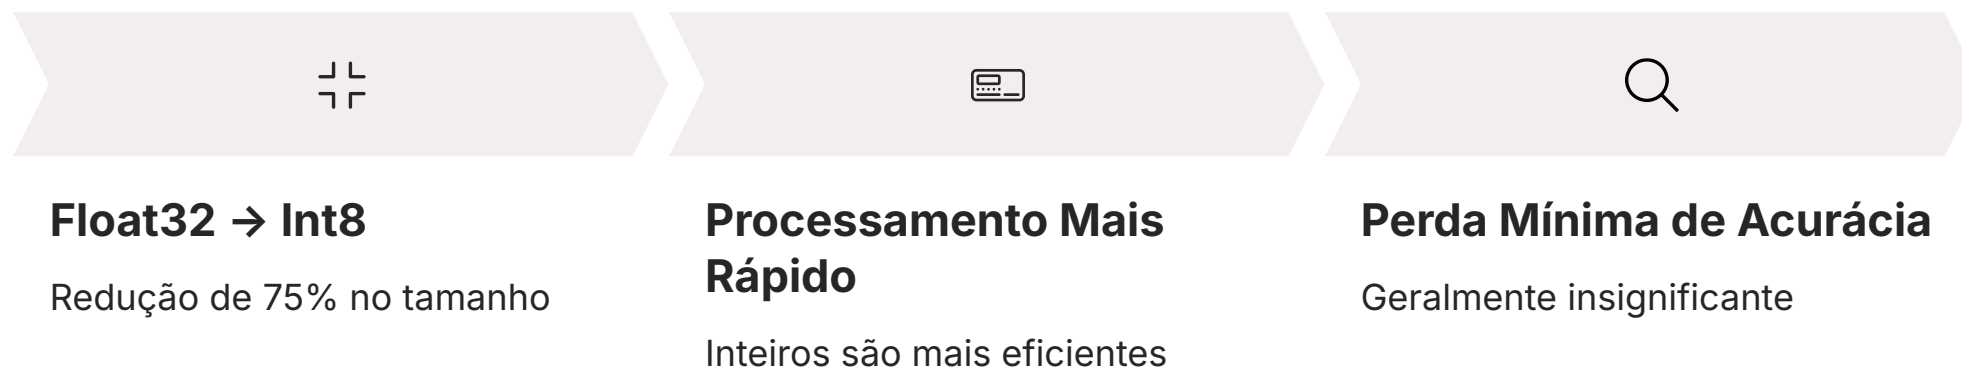 Float32 → Int8
Redução de 75% no tamanho
Processamento Mais
Rápido
Inteiros são mais eficientes
Perda Mínima de Acurácia
Geralmente insignificante